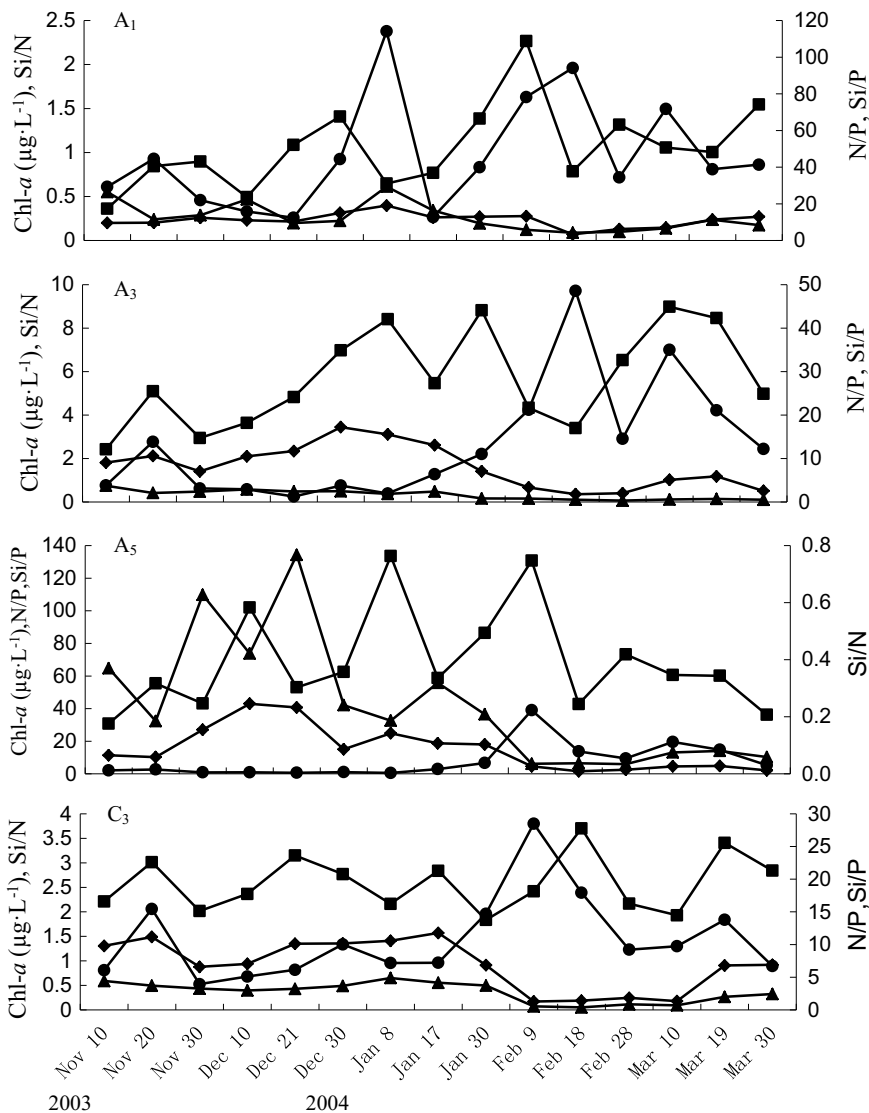 A1
Chl-a (µg·L-1), Si/N
2.5
2
1.5
1
0.5
0
120
100
80
60
40
20
0
N/P, Si/P
A3
Chl-a (µg·L-1), Si/N
10
8
6
4
2
0
50
40
30
20
10
0
N/P, Si/P
A5
Chl-a (µg·L-1),N/P,Si/P
140
120
100
80
60
40
20
0
0.8
0.6
0.4
0.2
0.0
Si/N
C3
Chl-a (µg·L-1), Si/N
4
3.5
3
2.5
2
1.5
1
0.5
0
30
25
20
15
10
5
0
N/P,Si/P
Nov 10
Nov 20
Nov 30
Dec 10
Dec 21
Dec 30
Jan 8
Jan 17
Jan 30
Feb 9
Feb 18
Feb 28
Mar 10
Mar 19
Mar 30
2003
2004